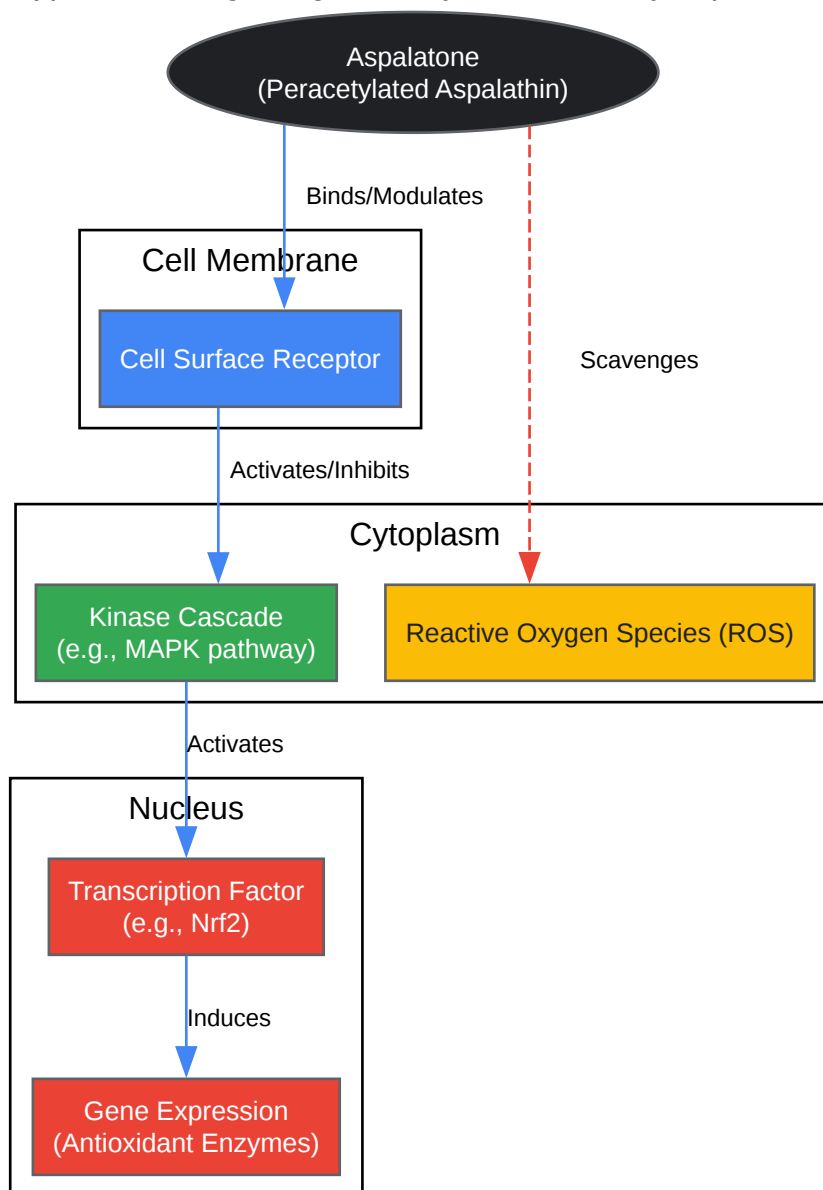 Aspalatone
(Peracetylated Aspalathin)
Binds/Modulates
Cell Membrane
Cell Surface Receptor
Scavenges
Activates/Inhibits
Cytoplasm
Kinase Cascade
(e.g., MAPK pathway)
Reactive Oxygen Species (ROS)
Activates
Nucleus
Transcription Factor
(e.g., Nrf2)
Induces
Gene Expression
(Antioxidant Enzymes)